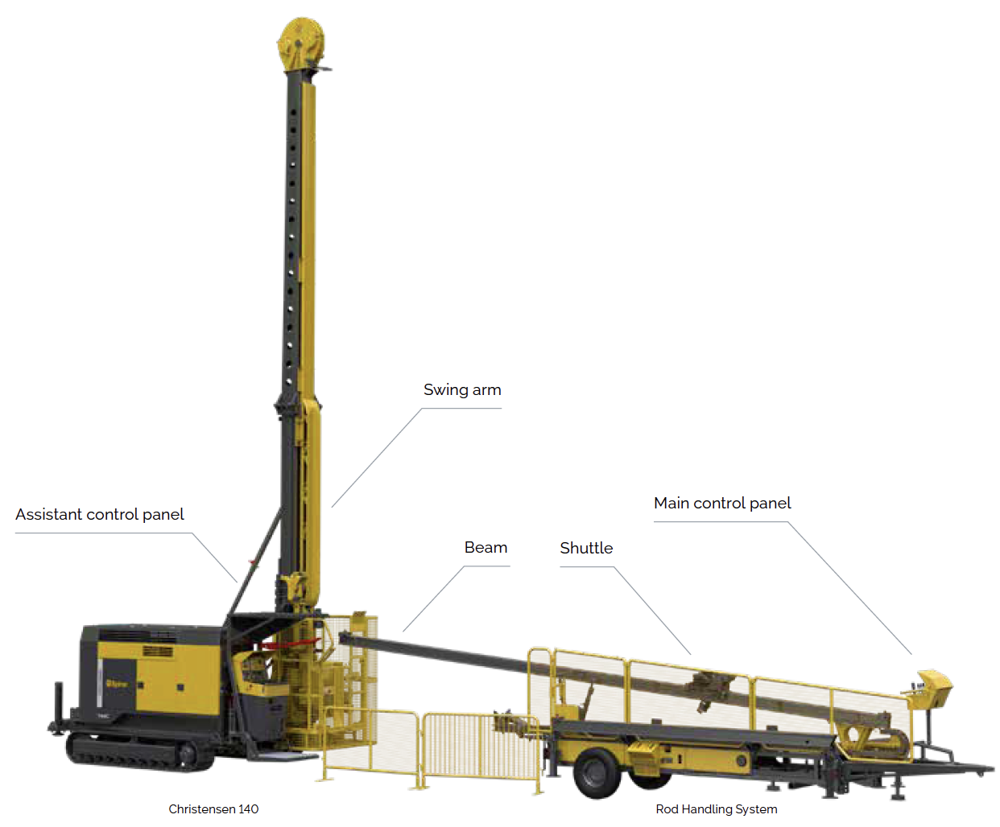 Swing arm
Assistant control panel
Main control panel
Beam
Shuttle
Christensen 140
Rod Handling System